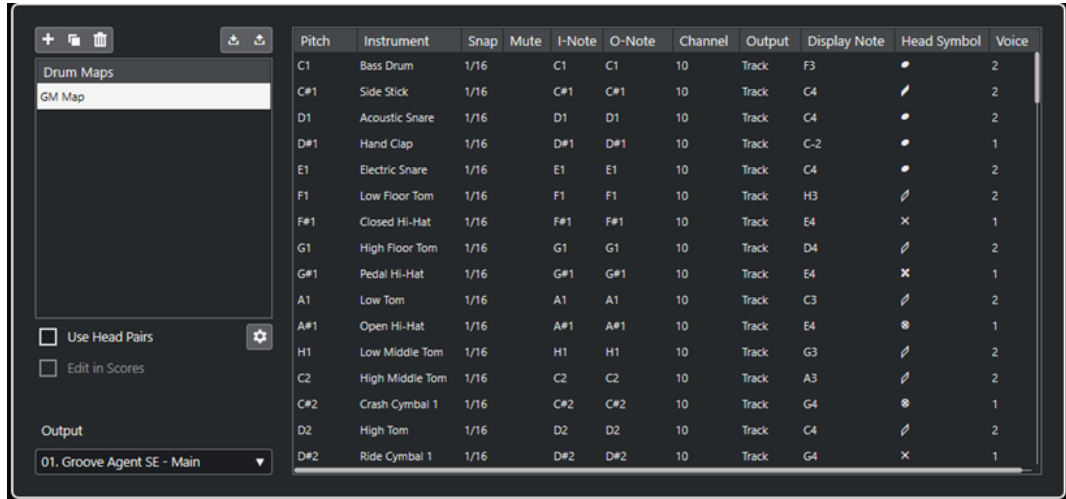 Drum Maps
GM Map
Use Head Pairs
Edit in Scores
Output
01. Groove Agent SE - Main
Pitch Instrument Snap Mute I-Note O-Note Channel Output Display Note Head Symbol Voice
C1 Bass Drum 1/16 C1 C1 10 Track F3 2
C#1 Side Stick 1/16 C#1 C#1 10 Track C4 2
D1 Acoustic Snare 1/16 D1 D1 10 Track C4 2
D#1 Hand Clap 1/16 D#1 D#1 10 Track C-2 1
E1 Electric Snare 1/16 E1 E1 10 Track C4 2
F1 Low Floor Tom 1/16 F1 F1 10 Track H3 2
F#1 Closed Hi-Hat 1/16 F#1 F#1 10 Track E4 1
G1 High Floor Tom 1/16 G1 G1 10 Track D4 2
G#1 Pedal Hi-Hat 1/16 G#1 G#1 10 Track E4 1
A1 Low Tom 1/16 A1 A1 10 Track C3 2
A#1 Open Hi-Hat 1/16 A#1 A#1 10 Track E4 1
H1 Low Middle Tom 1/16 H1 H1 10 Track G3 2
C2 High Middle Tom 1/16 C2 C2 10 Track A3 2
C#2 Crash Cymbal 1 1/16 C#2 C#2 10 Track G4 1
D2 High Tom 1/16 D2 D2 10 Track C4 2
D#2 Ride Cymbal 1 1/16 D#2 D#2 10 Track G4 1